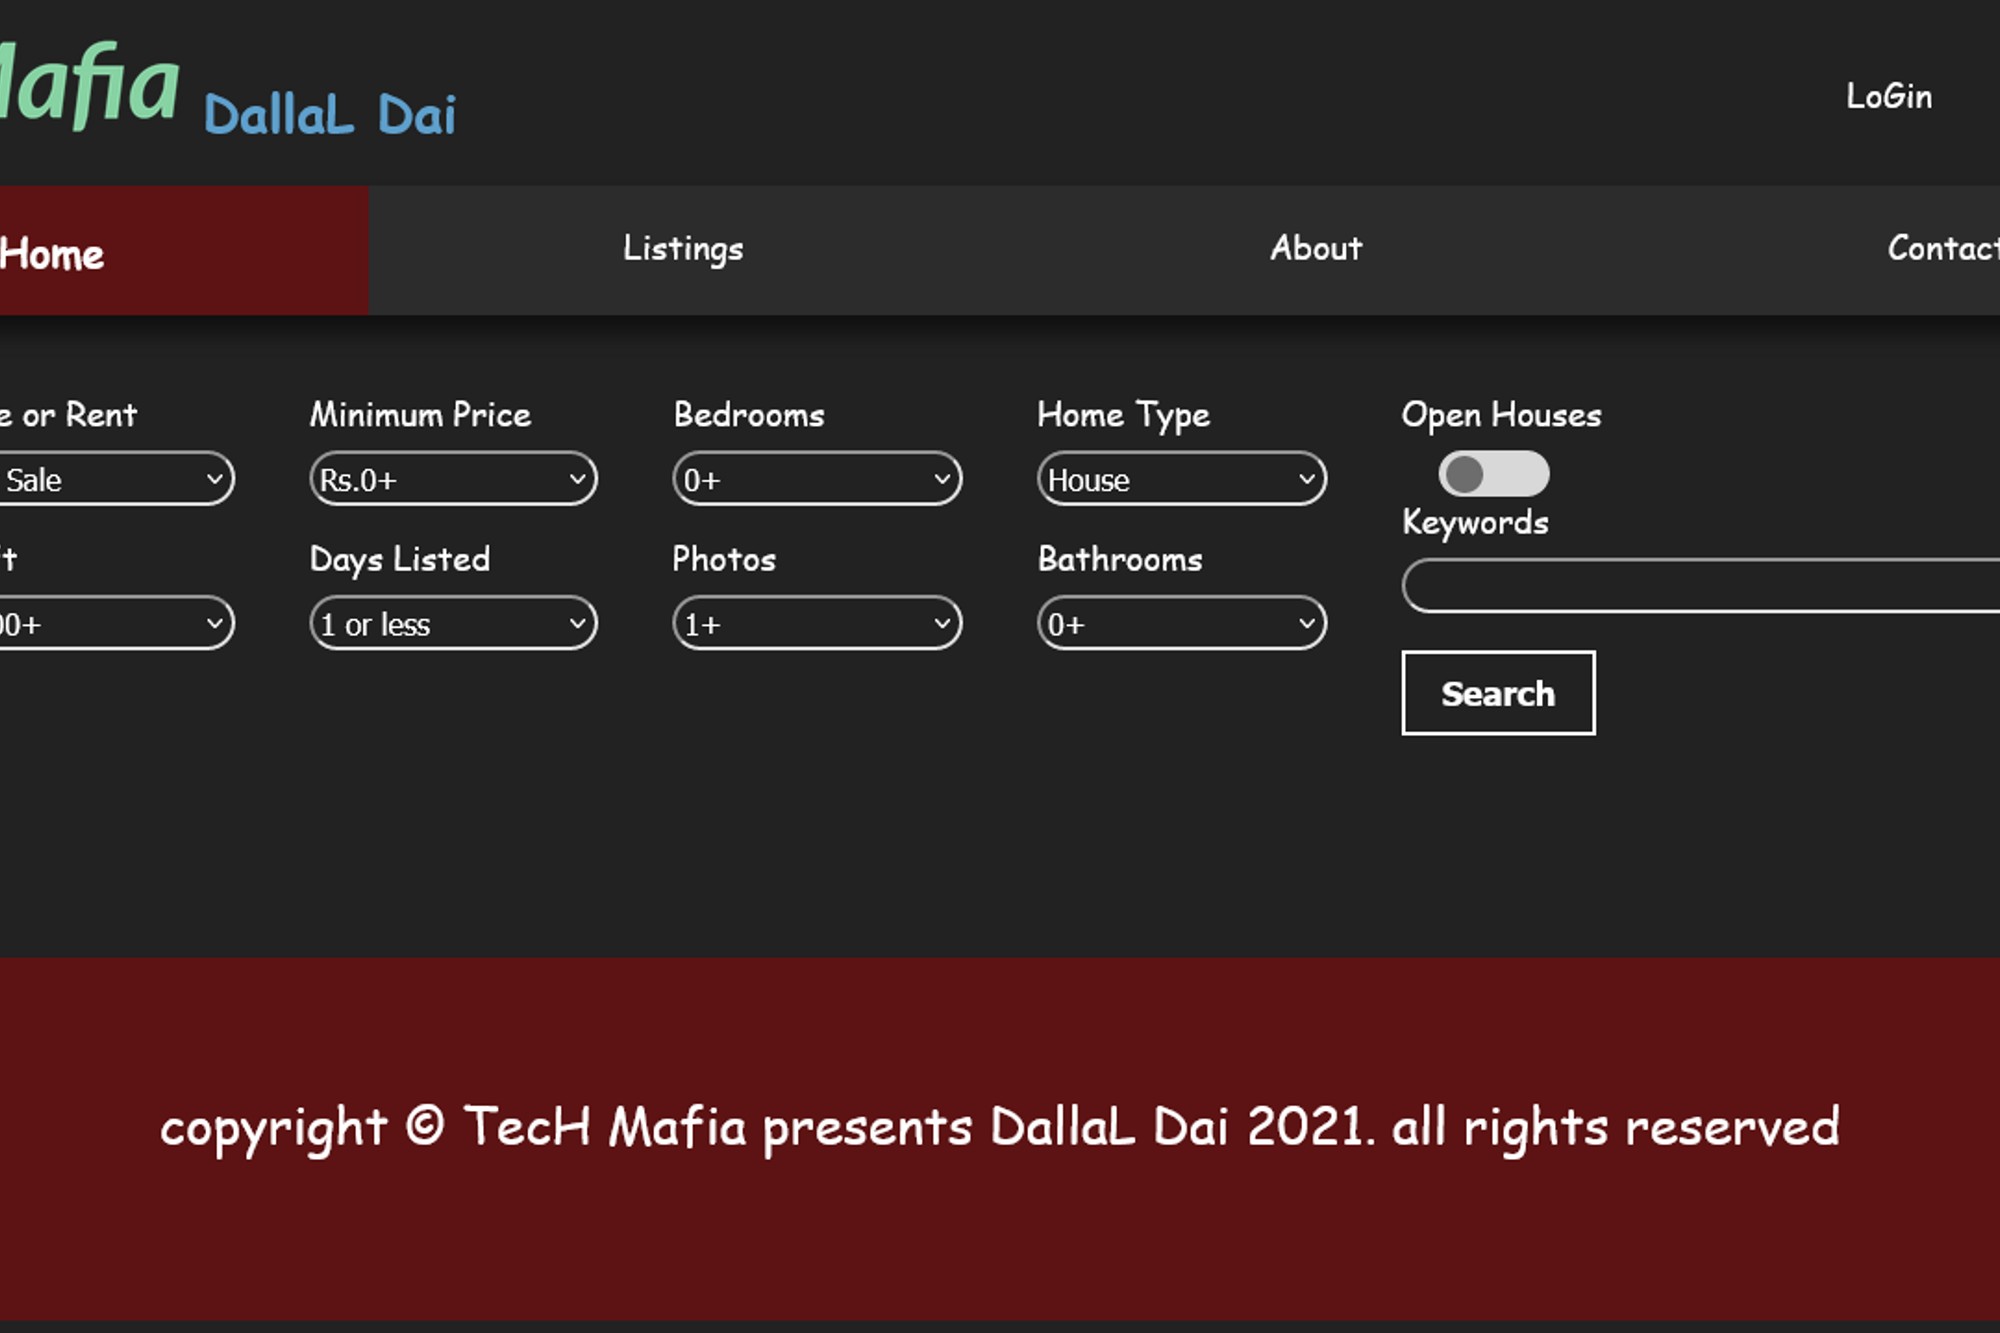 Mafia DallaL Dai
LoGin
Home Listings About Contact
e or Rent Minimum Price Bedrooms Home Type Open Houses
Sale Rs.0+ 0+ House
Keywords
t Days Listed Photos Bathrooms
00+ 1 or less 1+ 0+
Search
copyright © TecH Mafia presents DallaL Dai 2021. all rights reserved